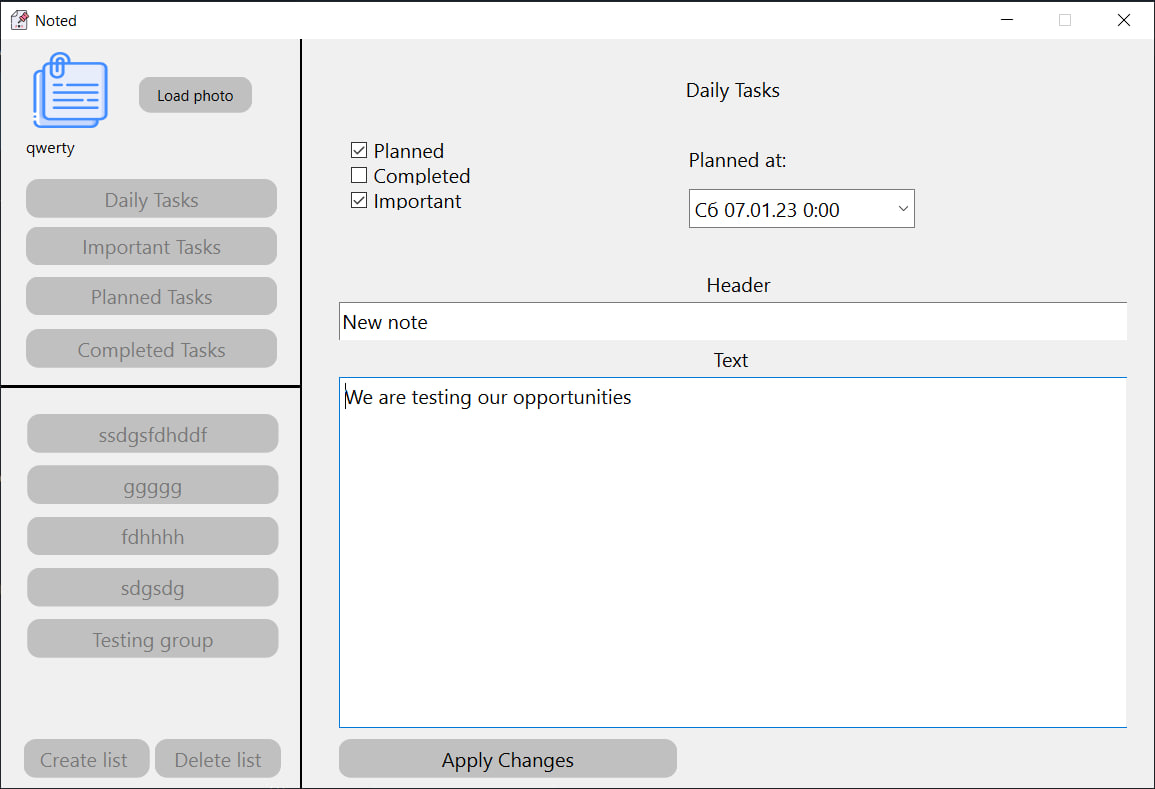 Noted
Load photo
qwerty
Daily Tasks
Important Tasks
Planned Tasks
Completed Tasks
ssdgsfdhddf
ggggg
fdhhhh
sdgsdg
Testing group
Create list
Delete list
Daily Tasks
Planned
Completed
Important
Planned at:
Сб 07.01.23 0:00
Header
New note
Text
We are testing our opportunities
Apply Changes